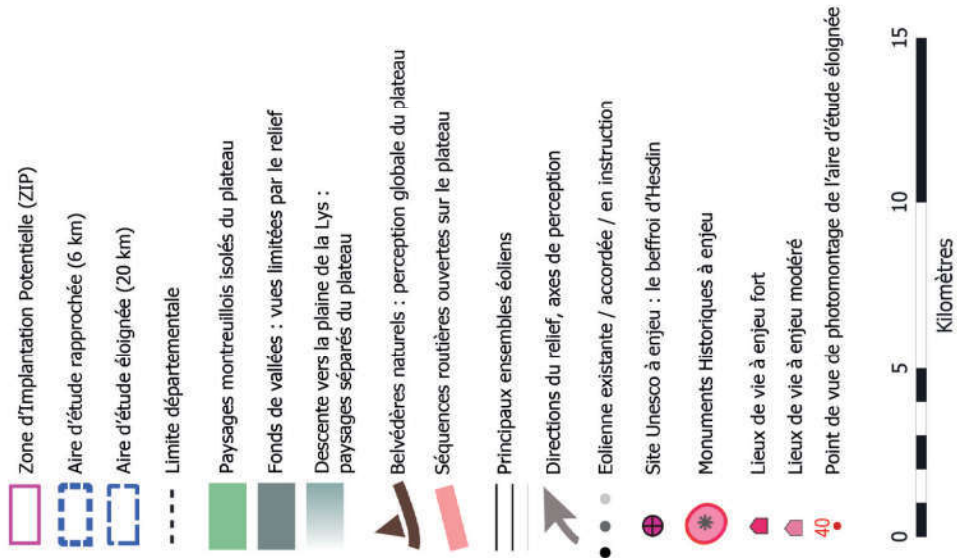 Zone d'Implantation Potentielle (ZIP)
Aire d'étude rapprochée (6 km)
Aire d'étude éloignée (20 km)
Limite départementale
Paysages montreuillois isolés du plateau
Fonds de vallées : vues limitées par le relief
Descente vers la plaine de la Lys :
paysages séparés du plateau
Belvédères naturels : perception globale du plateau
Séquences routières ouvertes sur le plateau
Principaux ensembles éoliens
Directions du relief, axes de perception
Eolienne existante / accordée / en instruction
Site Unesco à enjeu : le beffroi d'Hesdin
Monuments Historiques à enjeu
Lieux de vie à enjeu fort
Lieux de vie à enjeu modéré
40 Point de vue de photomontage de l'aire d'étude éloignée
0 5 10 15
Kilomètres